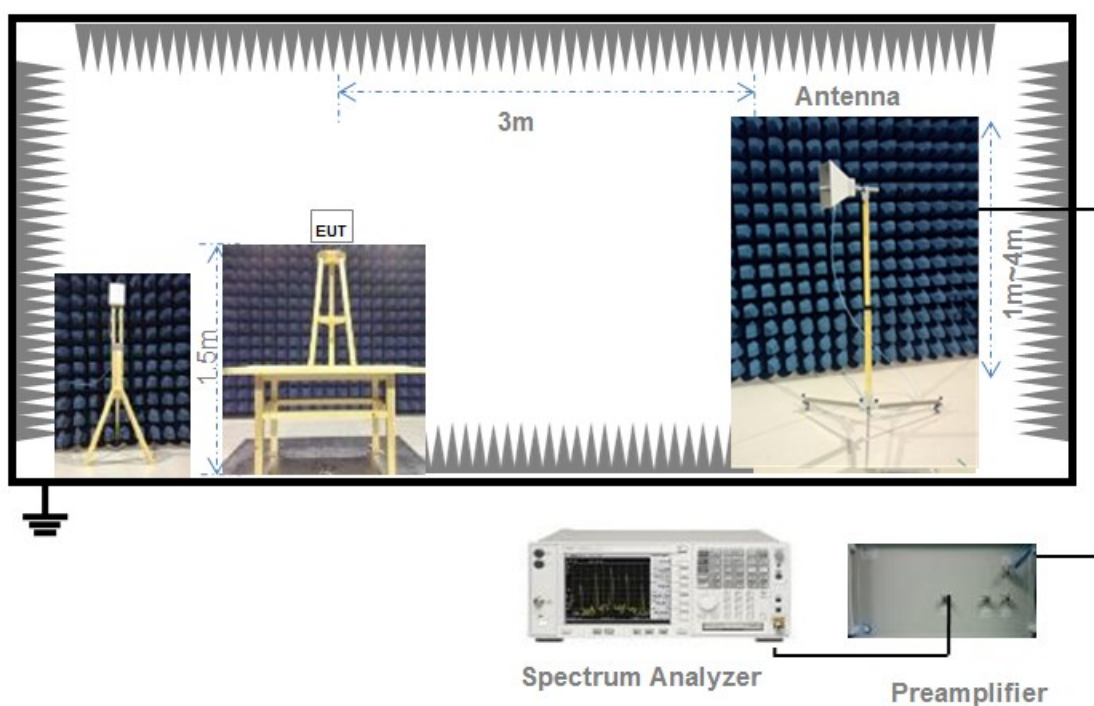 Antenna
3m
EUT
1.5m
1m~4m
Spectrum Analyzer
Preamplifier